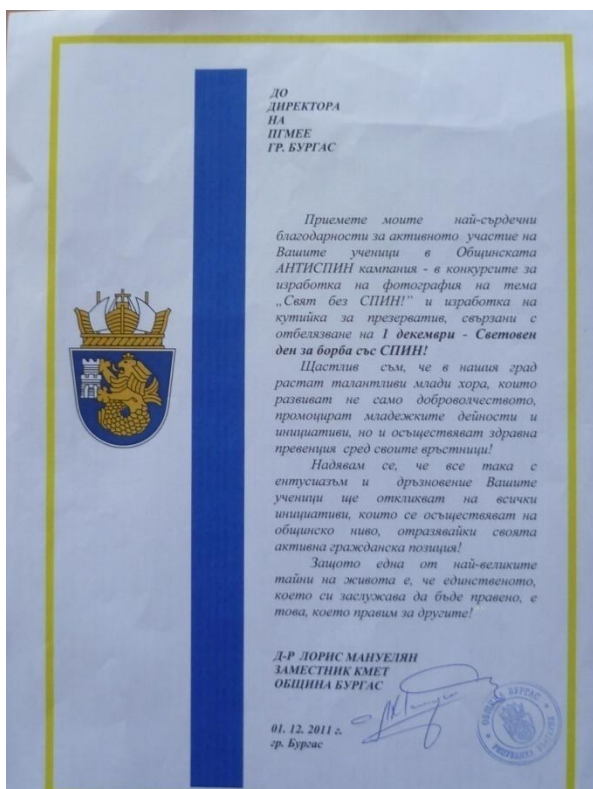 ДО
ДИРЕКТОРА
НА
ПГМЕЕ
ГР. БУРГАС
Приемете моите най-сърдечни
благодарности за активното участие на
Вашите ученици в Общинската
АНТИСПИН кампания - в конкурсите за
изработка на фотография на тема
„Свят без СПИН!” и изработка на
кутийка за презерватив, свързани с
отбелязване на 1 декември - Световен
ден за борба със СПИН!
Щастлив съм, че в нашия град
растат талантливи млади хора, които
развиват не само доброволчеството,
промоцират младежките дейности и
инициативи, но и осъществяват здравна
превенция сред своите връстници!
Надявам се, че все така с
ентусиазъм и дръзновение Вашите
ученици ще откликват на всички
инициативи, които се осъществяват на
общинско ниво, отразявайки своята
активна гражданска позиция!
Защото една от най-великите
тайни на живота е, че единственото,
което си заслужава да бъде правено, е
това, което правим за другите!
Д-Р ЛОРИС МАНУЕЛЯН
ЗАМЕСТНИК КМЕТ
ОБЩИНА БУРГАС
01. 12. 2011 г.
гр. Бургас
ОБЩИНА БУРГАС
РЕПУБЛИКА БЪЛГАРИЯ